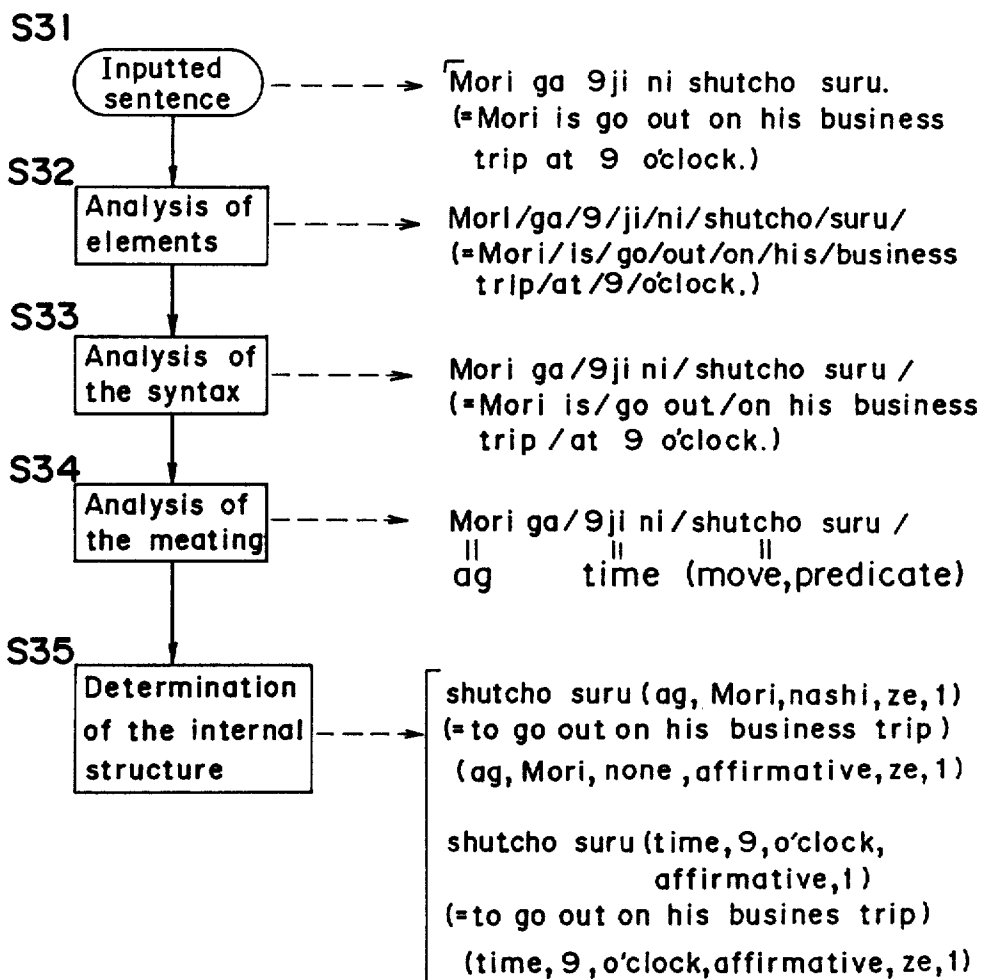 S31
Inputted
sentence
「Mori ga 9ji ni shutcho suru.
(=Mori is go out on his business
trip at 9 o'clock.)
S32
Analysis of
elements
MorI/ga/9/ji/ni/shutcho/suru/
(=Mori/is/go/out/on/his/business
trip/at/9/o'clock.)
S33
Analysis of
the syntax
Mori ga/9ji ni/shutcho suru/
(=Mori is/go out/on his business
trip/at 9 o'clock.)
S34
Analysis of
the meating
Mori ga/9ji ni/shutcho suru/
ag time (move,predicate)
S35
Determination
of the internal
structure
shutcho suru(ag, Mori,nashi,ze,1)
(=to go out on his business trip)
(ag, Mori, none,affirmative,ze,1)
shutcho suru(time,9,o'clock,
affirmative,1)
(=to go out on his busines trip)
(time,9,o'clock,affirmative,ze,1)